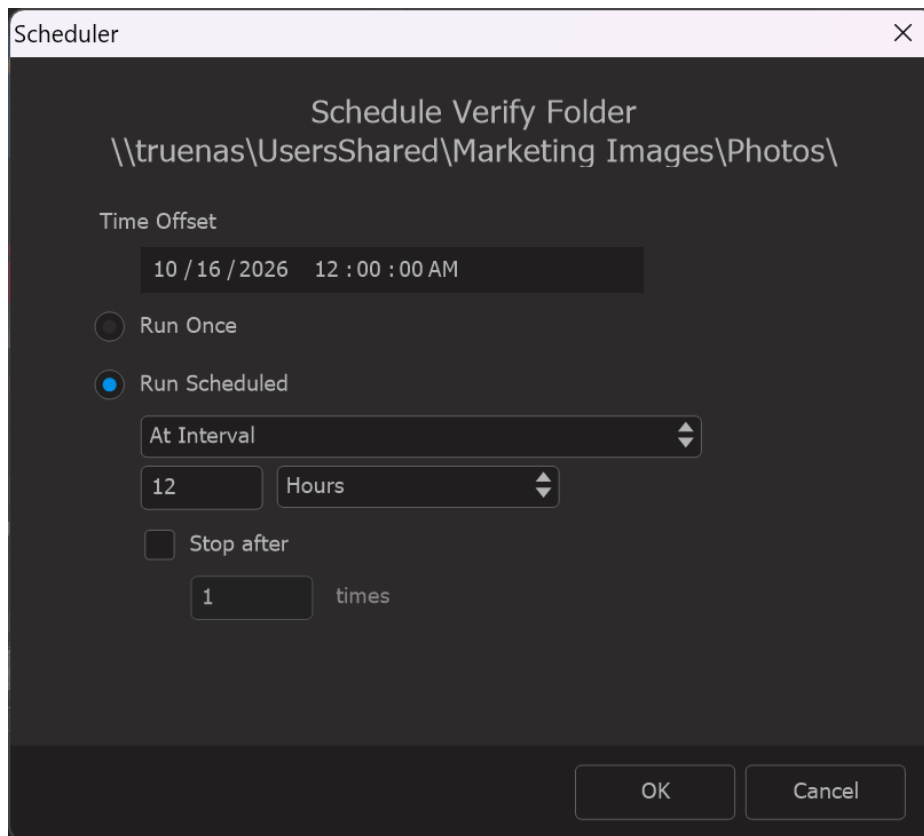 Scheduler
Schedule Verify Folder
\\truenas\UsersShared\Marketing Images\Photos\
Time Offset
10 / 16 / 2026 12 : 00 : 00 AM
Run Once
Run Scheduled
At Interval
12 Hours
Stop after
1 times
OK Cancel